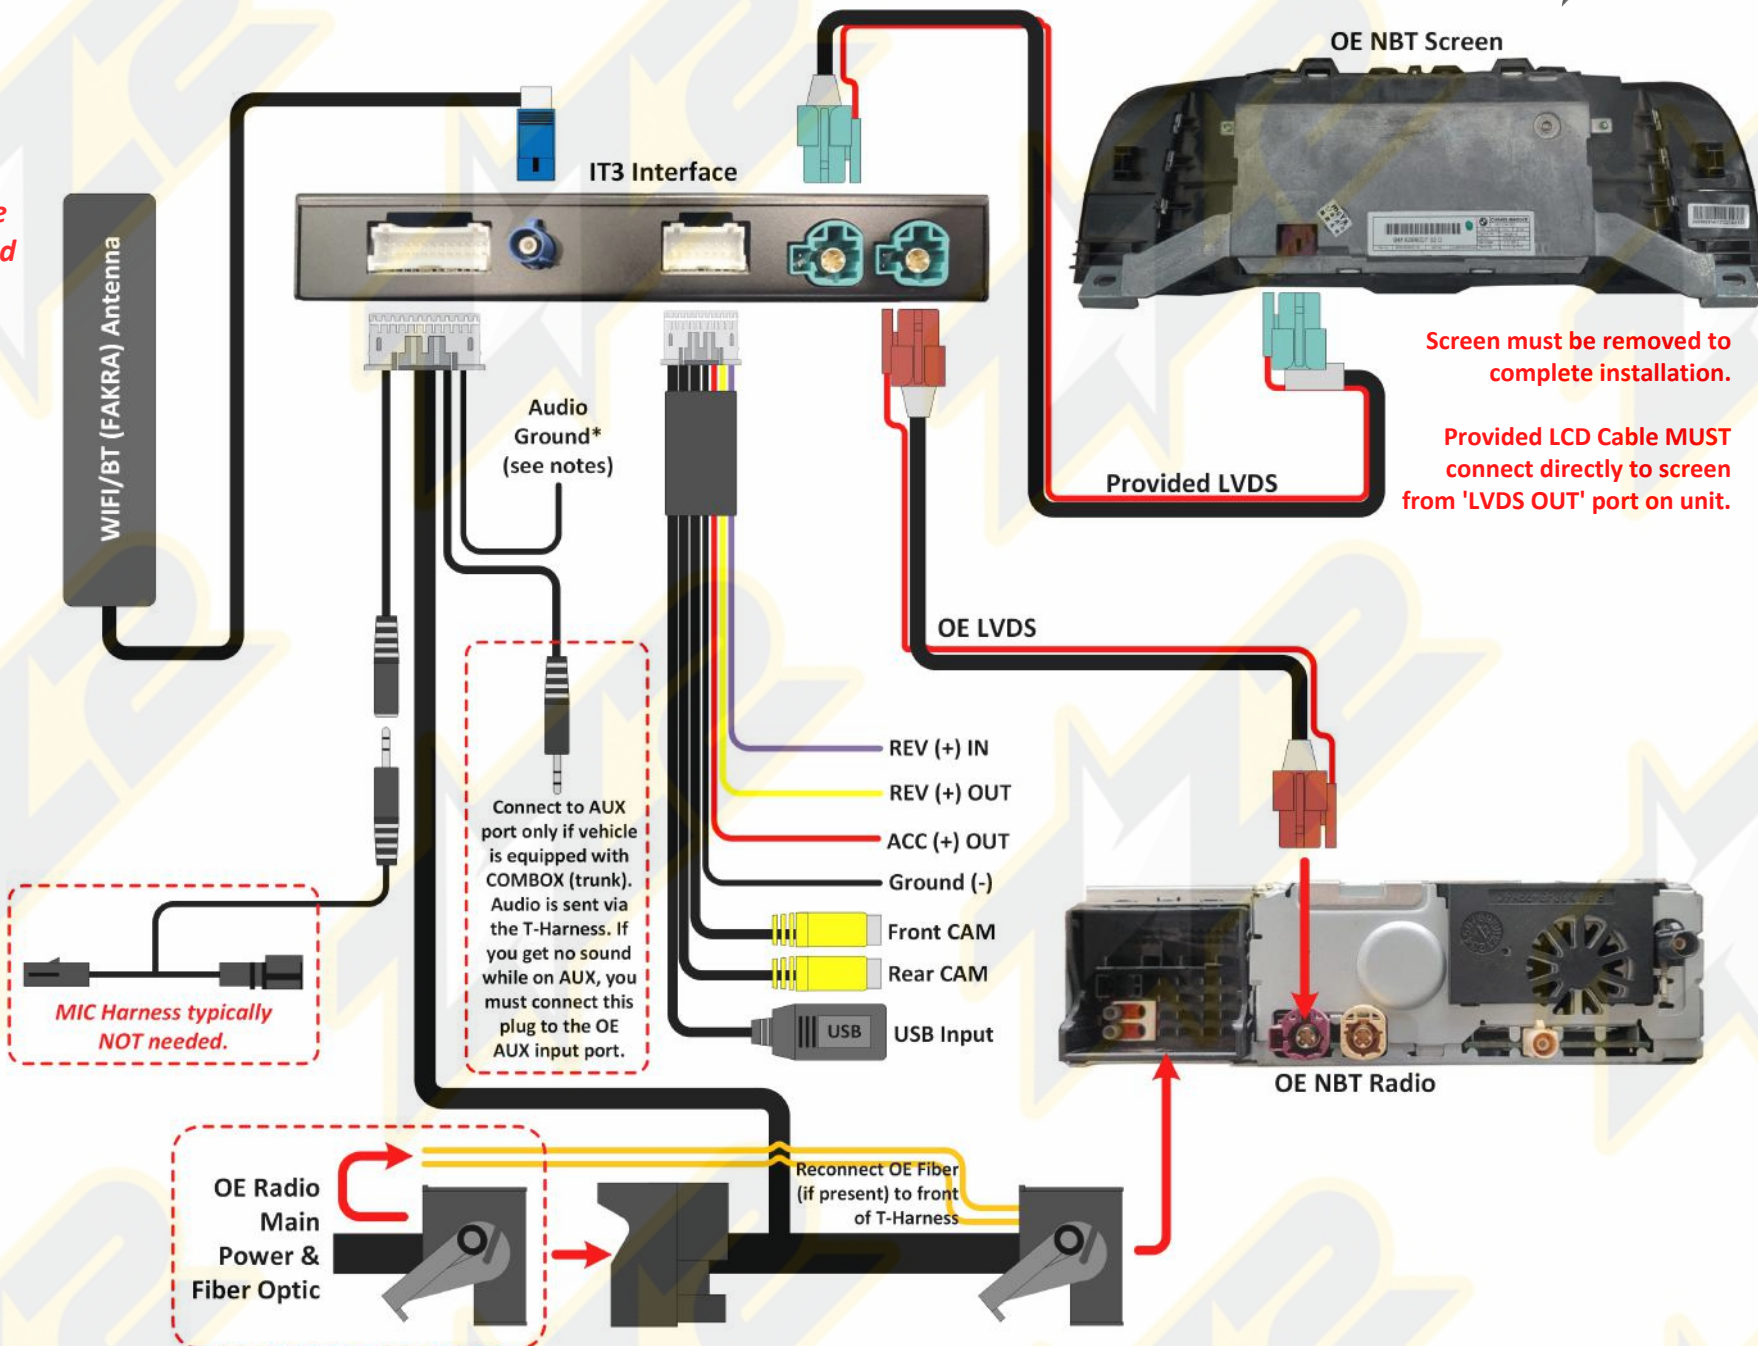 OE NBT Screen
IT3 Interface
e
d
WIFI/BT (FAKRA) Antenna
Screen must be removed to
complete installation.
Provided LCD Cable MUST
connect directly to screen
from 'LVDS OUT' port on unit.
Audio
Ground*
(see notes)
Provided LVDS
OE LVDS
REV (+) IN
REV (+) OUT
ACC (+) OUT
Ground (-)
Front CAM
Rear CAM
USB
USB Input
Connect to AUX
port only if vehicle
is equipped with
COMBOX (trunk).
Audio is sent via
the T-Harness. If
you get no sound
while on AUX, you
must connect this
plug to the OE
AUX input port.
MIC Harness typically
NOT needed.
OE NBT Radio
OE Radio
Main
Power &
Fiber Optic
Reconnect OE Fiber
(if present) to front
of T-Harness